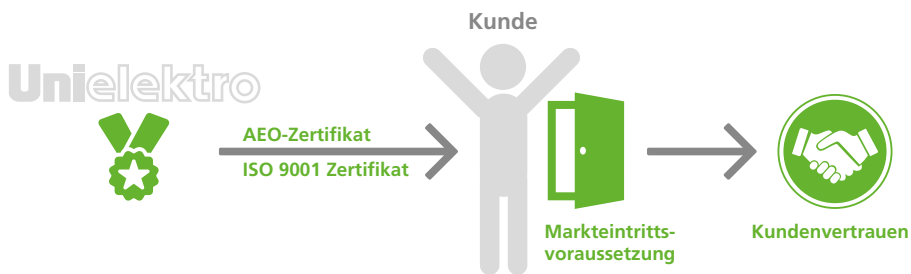 Kunde
Unielektro
AEO-Zertifikat
ISO 9001 Zertifikat
Markteintritts-
voraussetzung
Kundenvertrauen